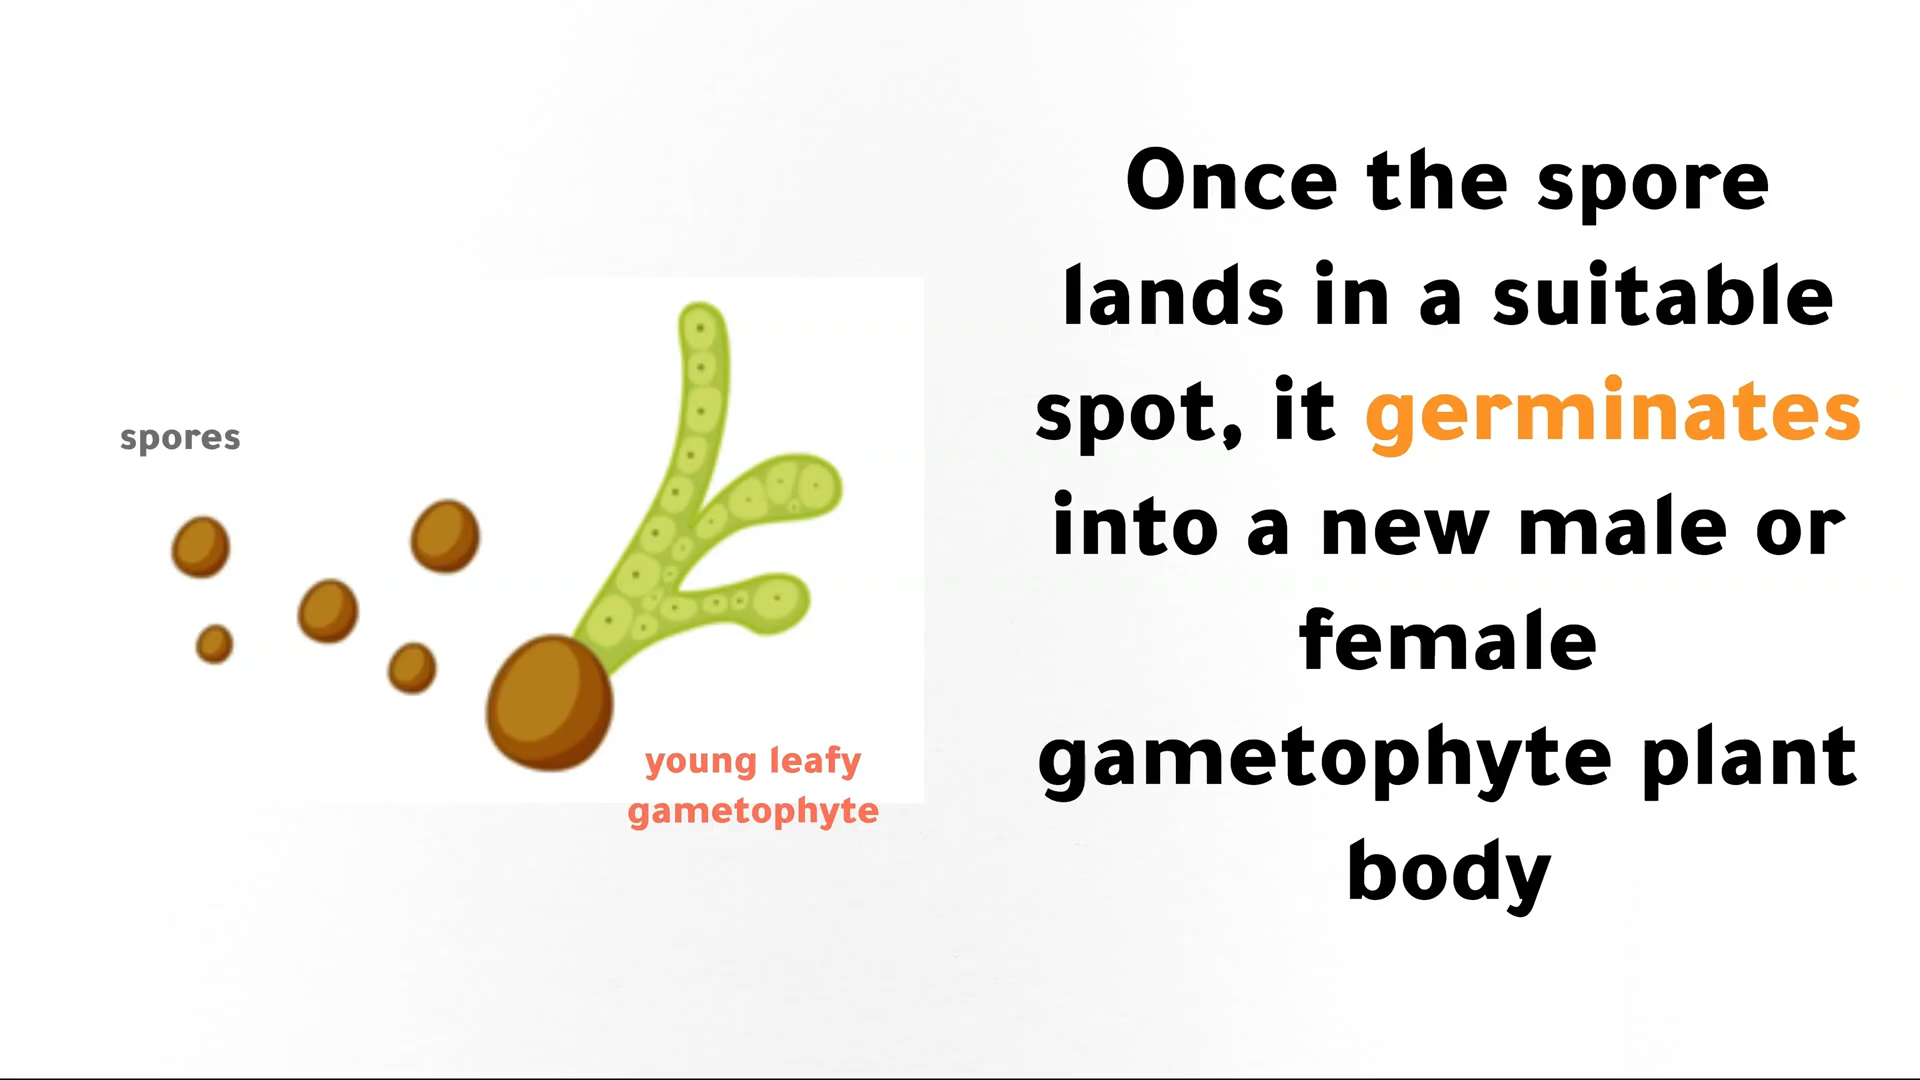 spores
young leafy
gametophyte
Once the spore
lands in a suitable
spot, it germinates
into a new male or
female
gametophyte plant
body